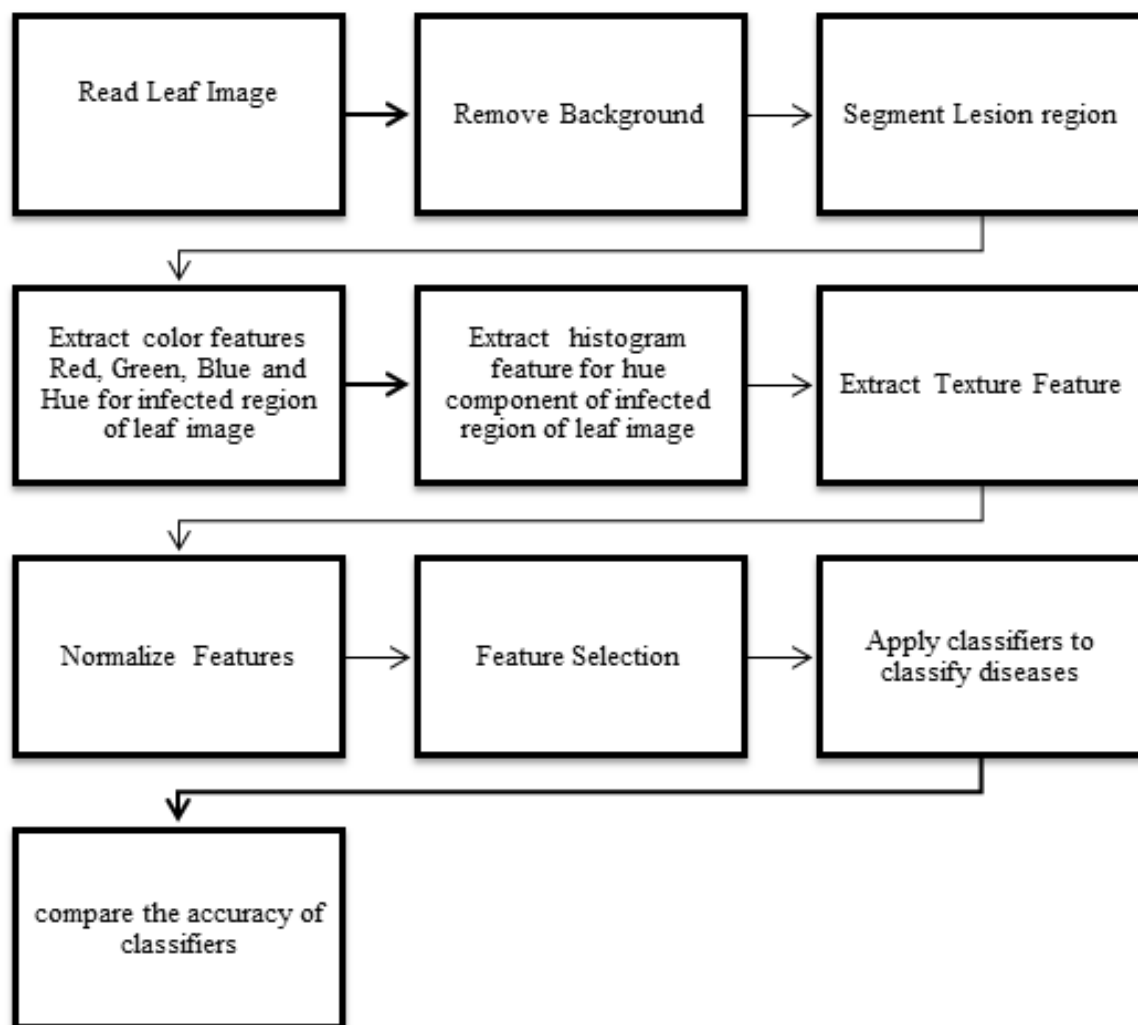 Read Leaf Image
Remove Background
Segment Lesion region
Extract color features
Red, Green, Blue and
Hue for infected region
of leaf image
Extract histogram
feature for hue
component of infected
region of leaf image
Extract Texture Feature
Normalize Features
Feature Selection
Apply classifiers to
classify diseases
compare the accuracy of
classifiers